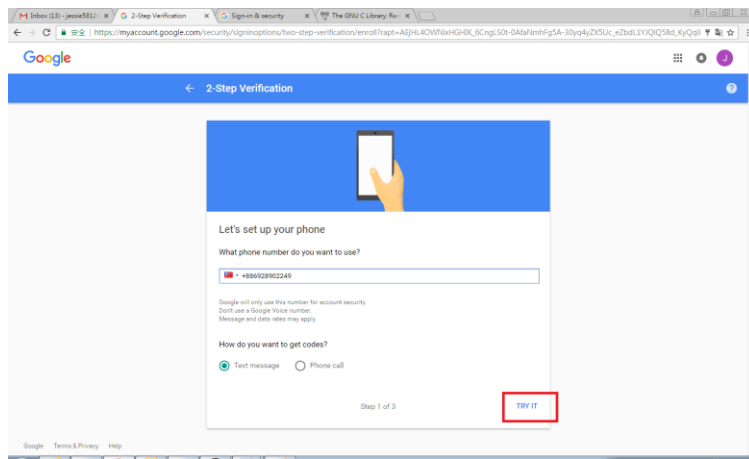 Inbox (13) - jessie5812
2-Step Verification
Sign-in & security
The GNU C Library: Re
安全 | https://myaccount.google.com/security/signinoptions/two-step-verification/enroll?rapt=
Google
J
2-Step Verification
Let's set up your phone
What phone number do you want to use?
+886928902249
Google will only use this number for account security.
Don't use a Google Voice number.
Message and data rates may apply.
How do you want to get codes?
Text message Phone call
Step 1 of 3 TRY IT
Google Terms & Privacy Help